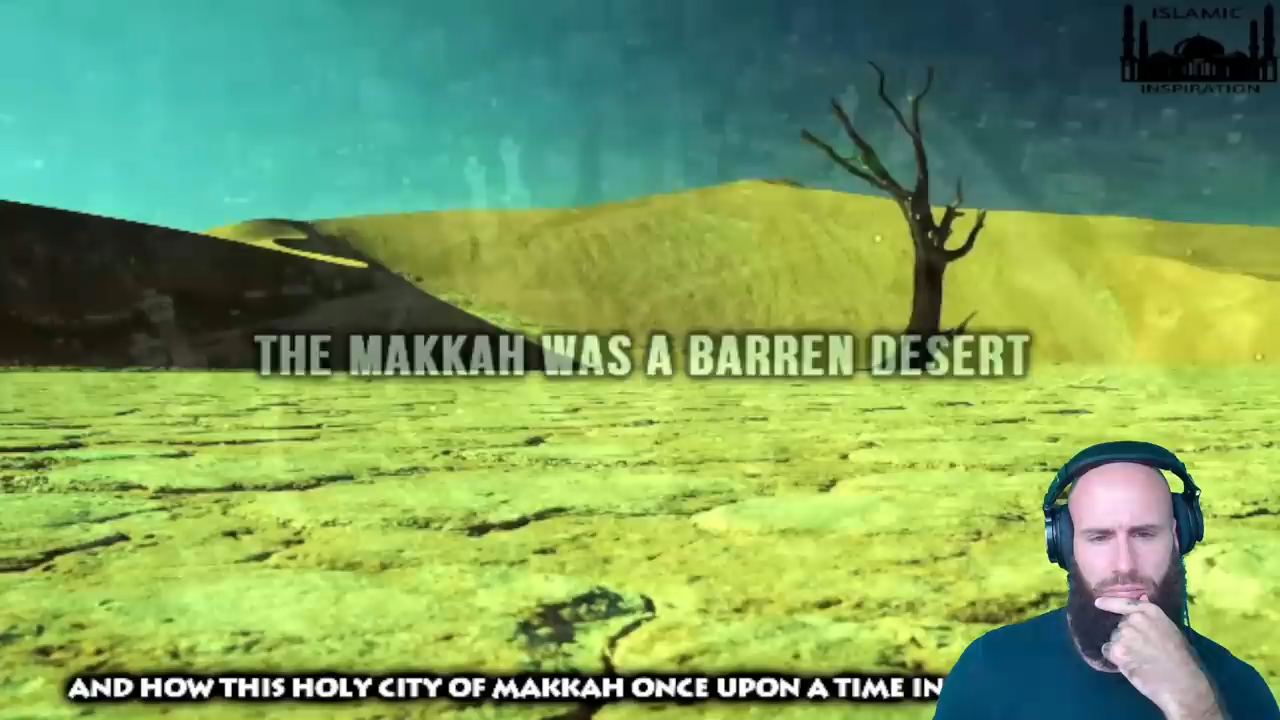 ISLAMIC
INSPIRATION
THE MAKKAH WAS A BARREN DESERT
AND HOW THIS HOLY CITY OF MAKKAH ONCE UPON A TIME IN